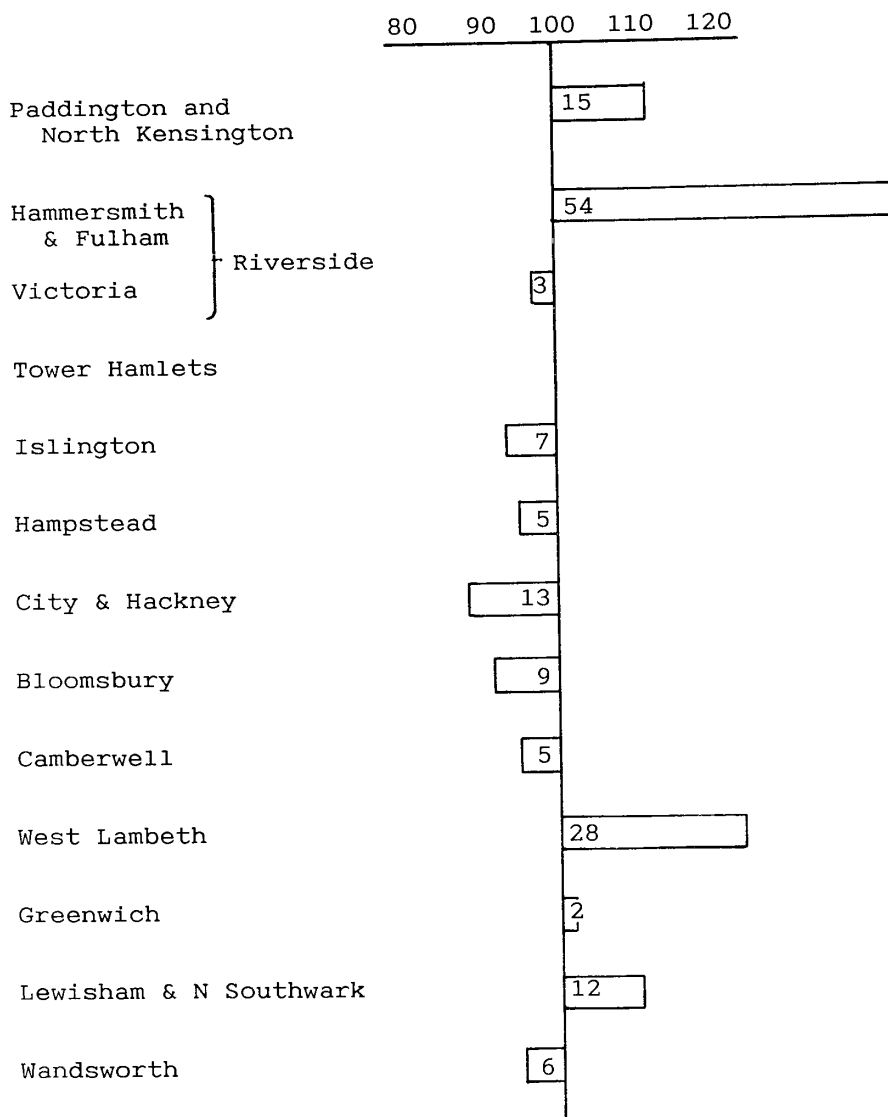 80 90 100 110 120
Paddington and
North Kensington
15
Hammersmith
& Fulham
54
Riverside
Victoria
3
Tower Hamlets
Islington
7
Hampstead
5
City & Hackney
13
Bloomsbury
9
Camberwell
5
West Lambeth
28
Greenwich
2
Lewisham & N Southwark
12
Wandsworth
6